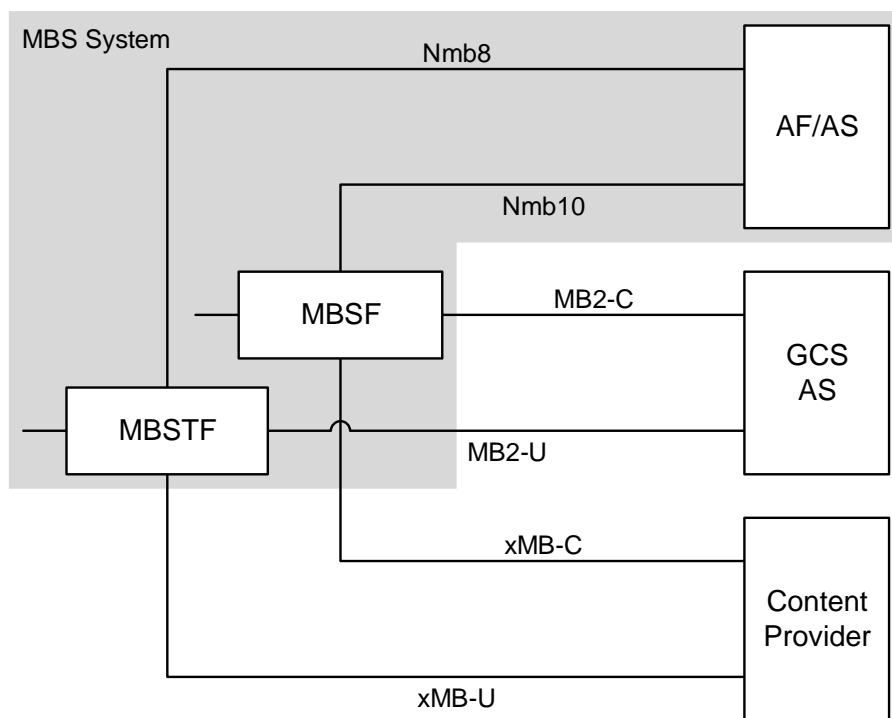 MBS System
Nmb8
AF/AS
Nmb10
MBSF
MB2-C
GCS
AS
MBSTF
MB2-U
xMB-C
Content
Provider
xMB-U